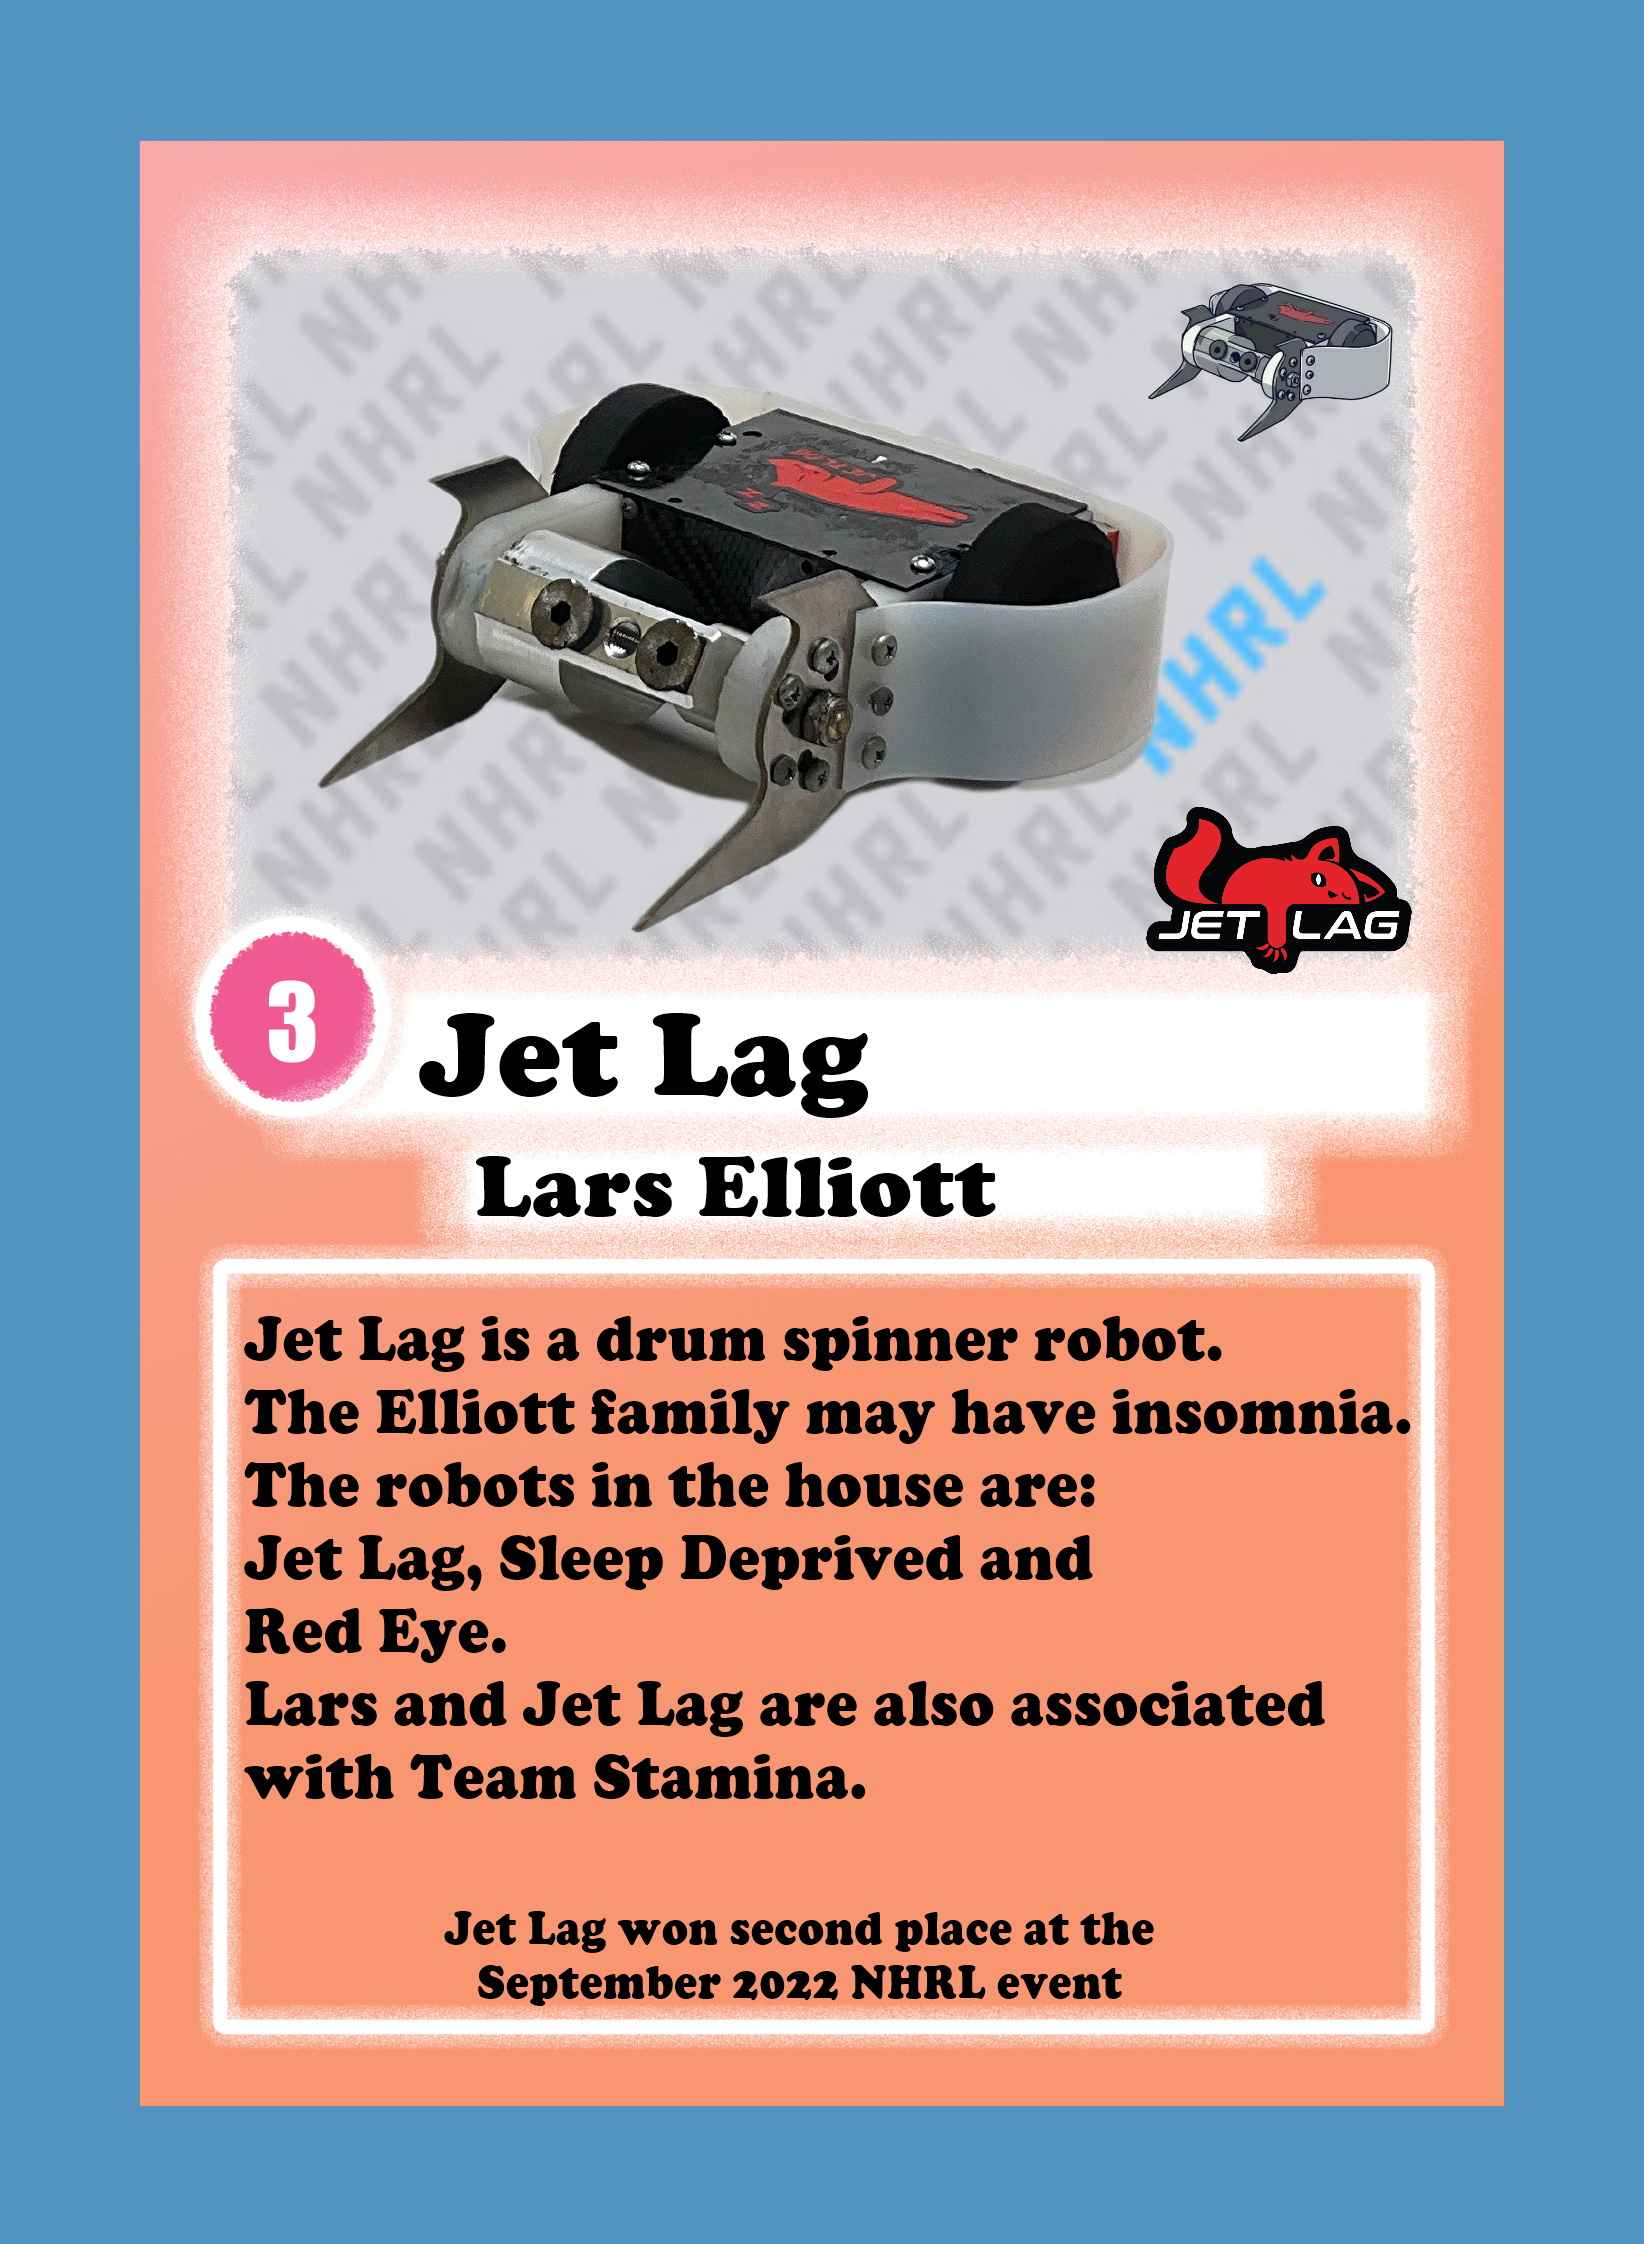 NHRL
JETLAG
z z
JET LAG
3
Jet Lag
Lars Elliott
Jet Lag is a drum spinner robot.
The Elliott family may have insomnia.
The robots in the house are:
Jet Lag, Sleep Deprived and
Red Eye.
Lars and Jet Lag are also associated
with Team Stamina.
Jet Lag won second place at the
September 2022 NHRL event